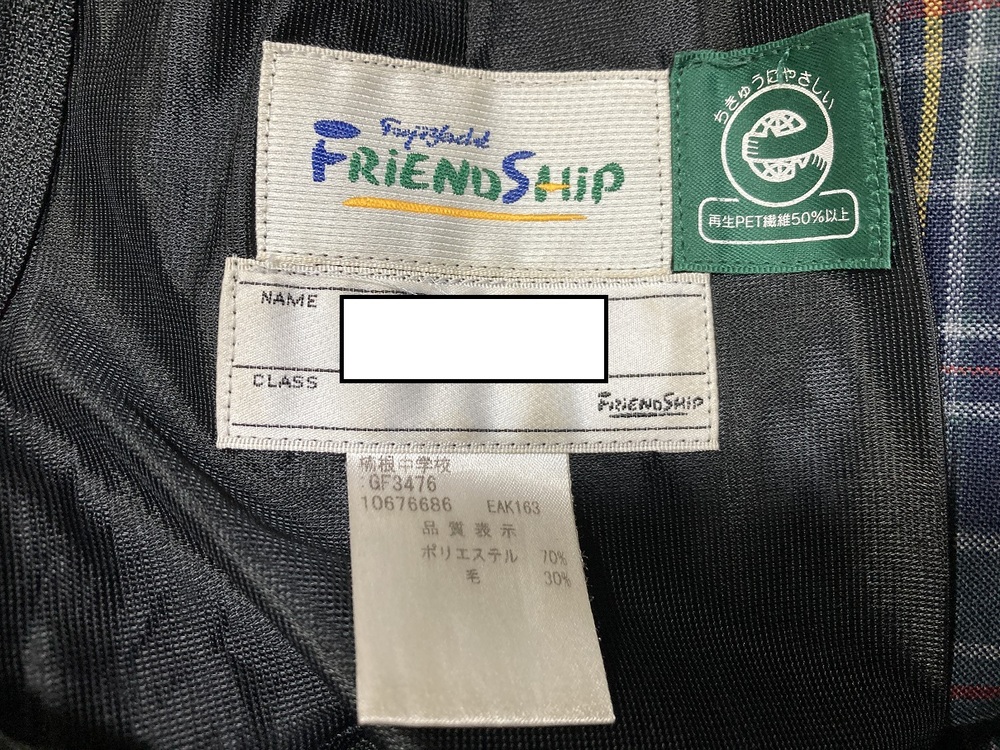 FRiENDSHiP
ちきゅうにやさしい
再生PET繊維50%以上
NAME
CLASS
FRIENDSHIP
楠根中学校
:GF3476
10676686 EAK163
品質表示
ポリエステル 70%
毛 30%